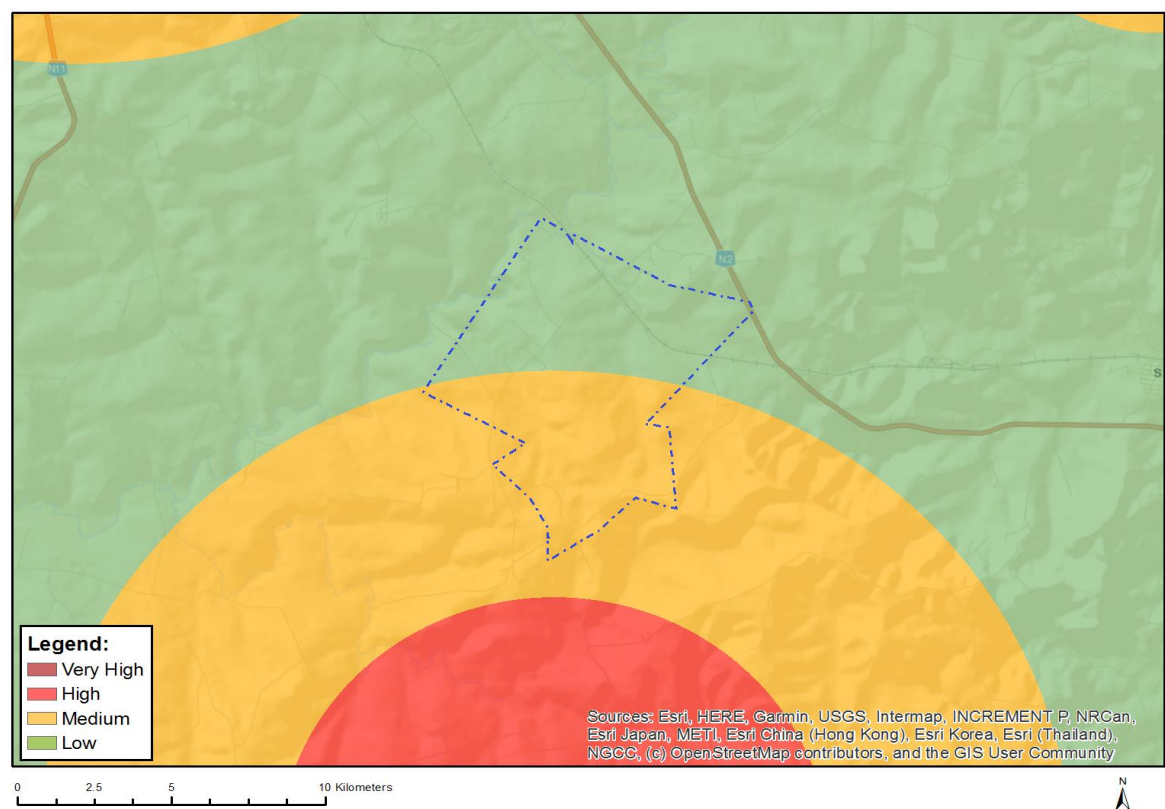 N11
N2
S
Legend:
Very High
High
Medium
Low
Sources: Esri, HERE, Garmin, USGS, Intermap, INCREMENT P, NRCan,
Esri Japan, METI, Esri China (Hong Kong), Esri Korea, Esri (Thailand),
NGCC, (c) OpenStreetMap contributors, and the GIS User Community
0 2.5 5 10 Kilometers
N